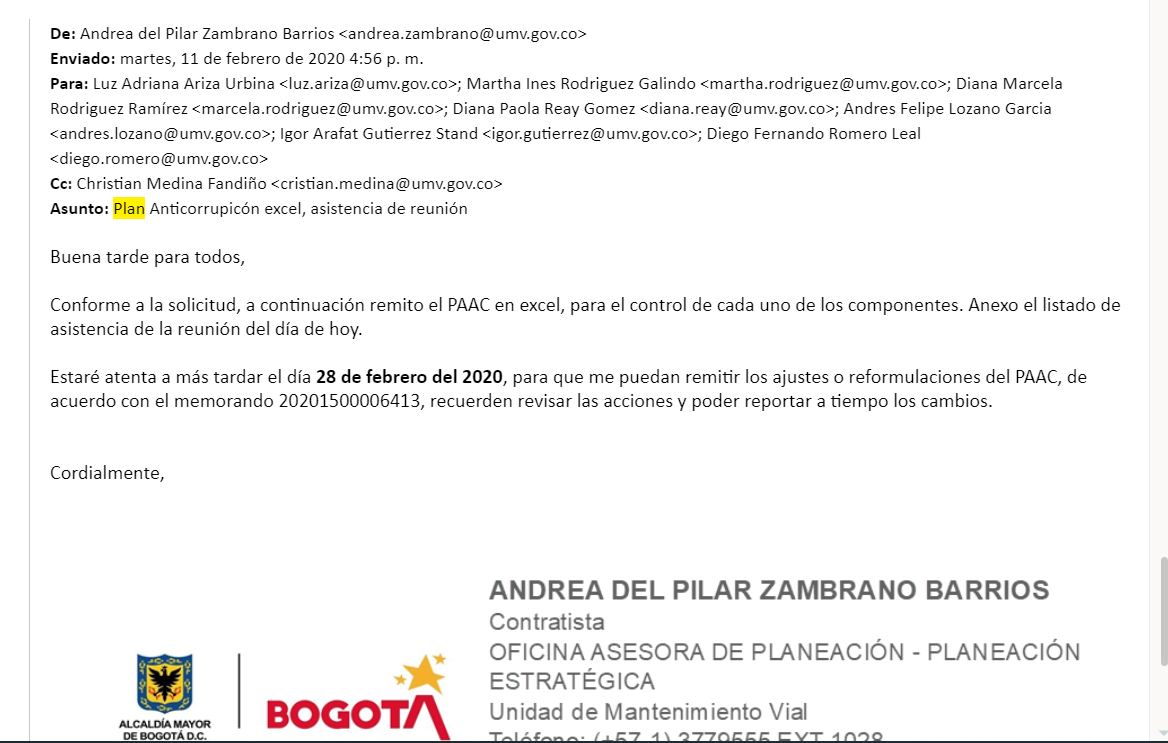 De: Andrea del Pilar Zambrano Barrios <andrea.zambrano@umv.gov.co>
Enviado: martes, 11 de febrero de 2020 4:56 p. m.
Para: Luz Adriana Ariza Urbina <luz.ariza@umv.gov.co>; Martha Ines Rodriguez Galindo <martha.rodriguez@umv.gov.co>; Diana Marcela
Rodriguez Ramírez <marcela.rodriguez@umv.gov.co>; Diana Paola Reay Gomez <diana.reay@umv.gov.co>; Andres Felipe Lozano Garcia
<andres.lozano@umv.gov.co>; Igor Arafat Gutierrez Stand <igor.gutierrez@umv.gov.co>; Diego Fernando Romero Leal
<diego.romero@umv.gov.co>
Cc: Christian Medina Fandiño <cristian.medina@umv.gov.co>
Asunto: Plan Anticorrupicón excel, asistencia de reunión
Buena tarde para todos,
Conforme a la solicitud, a continuación remito el PAAC en excel, para el control de cada uno de los componentes. Anexo el listado de
asistencia de la reunión del día de hoy.
Estaré atenta a más tardar el día 28 de febrero del 2020, para que me puedan remitir los ajustes o reformulaciones del PAAC, de
acuerdo con el memorando 20201500006413, recuerden revisar las acciones y poder reportar a tiempo los cambios.
Cordialmente,
ANDREA DEL PILAR ZAMBRANO BARRIOS
Contratista
OFICINA ASESORA DE PLANEACIÓN - PLANEACIÓN
ESTRATÉGICA
Unidad de Mantenimiento Vial
Teléfono: (+57 1) 3779555 EXT 1028
ALCALDÍA MAYOR
DE BOGOTÁ D.C.
BOGOTÁ